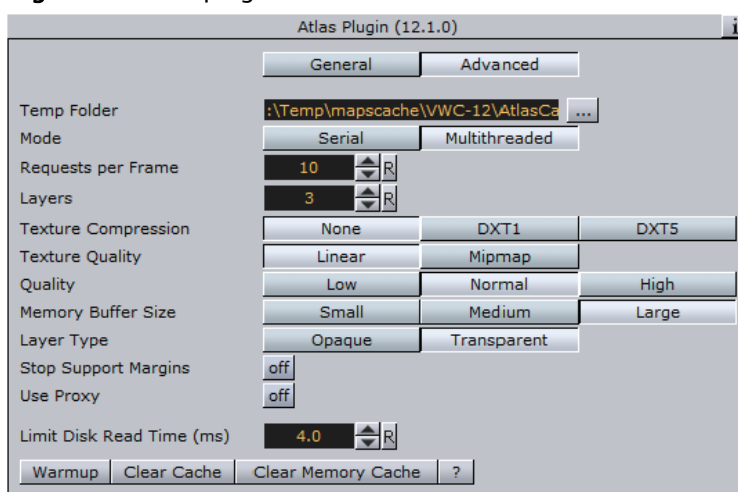 Atlas Plugin (12.1.0) i
General Advanced
Temp Folder :\Temp\mapscache\VWC-12\AtlasCa ...
Mode Serial Multithreaded
Requests per Frame 10 R
Layers 3 R
Texture Compression None DXT1 DXT5
Texture Quality Linear Mipmap
Quality Low Normal High
Memory Buffer Size Small Medium Large
Layer Type Opaque Transparent
Stop Support Margins off
Use Proxy off
Limit Disk Read Time (ms) 4.0 R
Warmup Clear Cache Clear Memory Cache ?